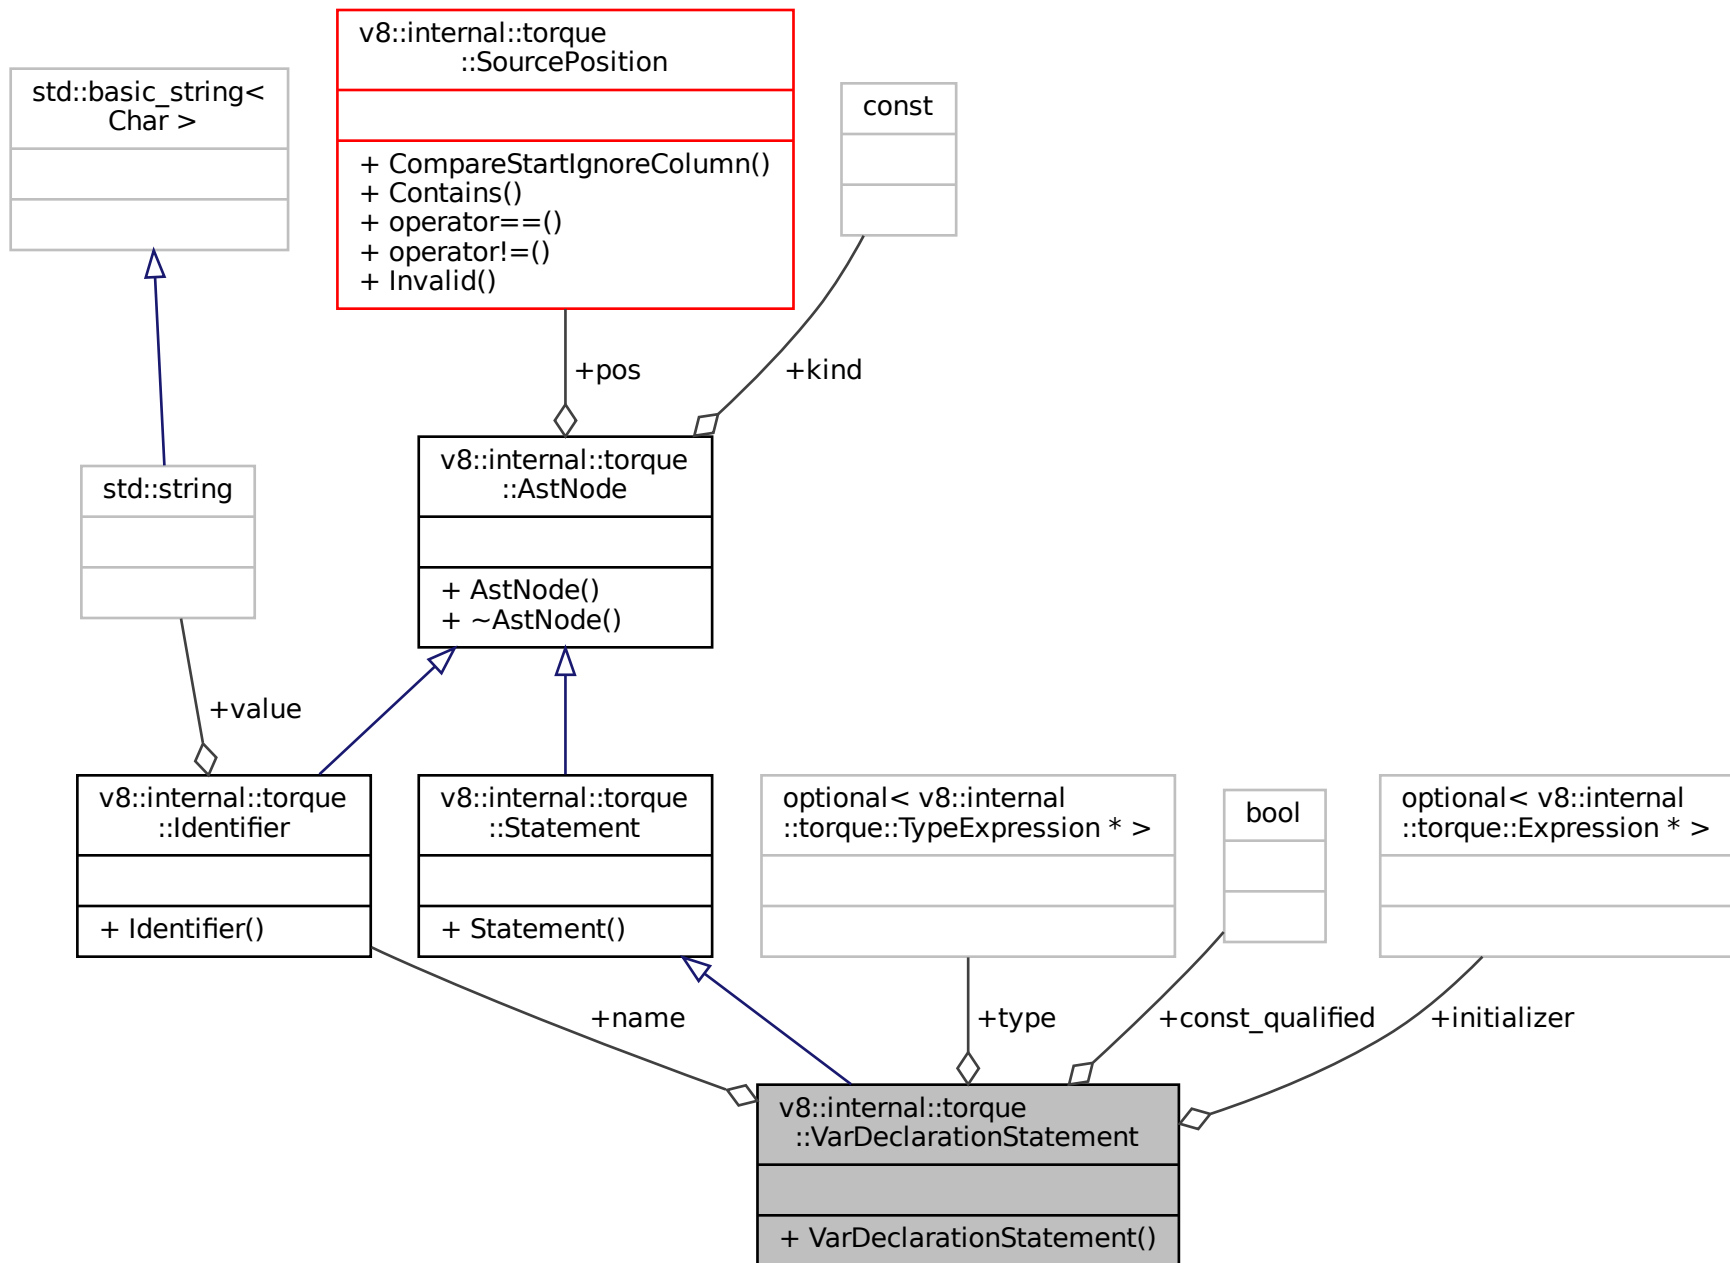 v8::internal::torque
::SourcePosition
+ CompareStartIgnoreColumn()
+ Contains()
+ operator==()
+ operator!=()
+ Invalid()
std::basic_string<
Char >
const
+pos
+kind
v8::internal::torque
::AstNode
+ AstNode()
+ ~AstNode()
std::string
+value
v8::internal::torque
::Identifier
+ Identifier()
v8::internal::torque
::Statement
+ Statement()
optional< v8::internal
::torque::TypeExpression * >
bool
optional< v8::internal
::torque::Expression * >
+name
+type
+const_qualified
+initializer
v8::internal::torque
::VarDeclarationStatement
+ VarDeclarationStatement()